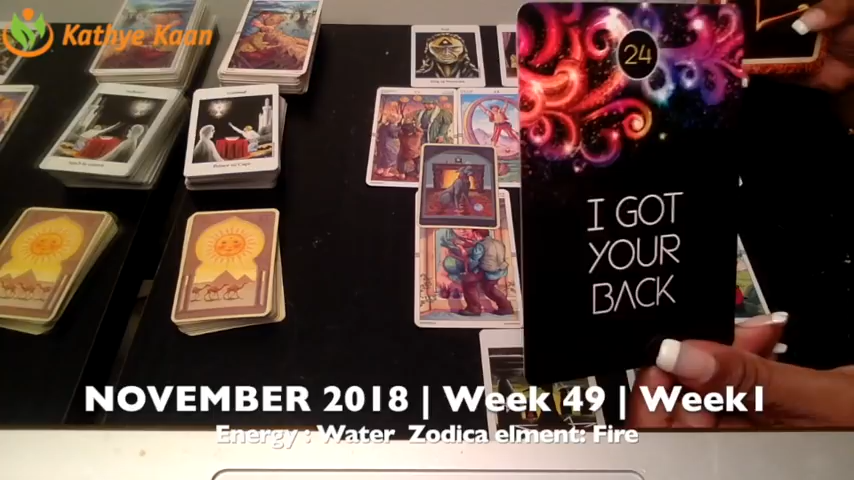 Kathye Kaan
24
I GOT
YOUR
BACK
NOVEMBER 2018 | Week 49 | Week1
Energy : Water Zodica elment: Fire